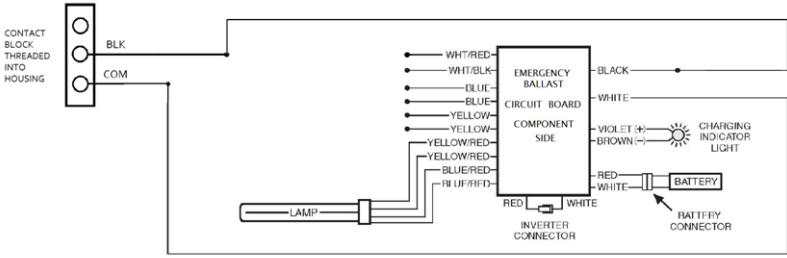 CONTACT
BLOCK
THREADED
INTO
HOUSING
BLK
COM
WHT/RED
WHT/BLK
BLUE
BLUE
YELLOW
YELLOW
YELLOW/RED
YELLOW/RED
BLUE/RED
BLUE/RED
EMERGENCY
BALLAST
CIRCUIT BOARD
COMPONENT
SIDE
BLACK
WHITE
VIOLET (+)
BROWN(−)
CHARGING
INDICATOR
LIGHT
RED
WHITE
BATTERY
BATTERY
CONNECTOR
RED
WHITE
INVERTER
CONNECTOR
LAMP